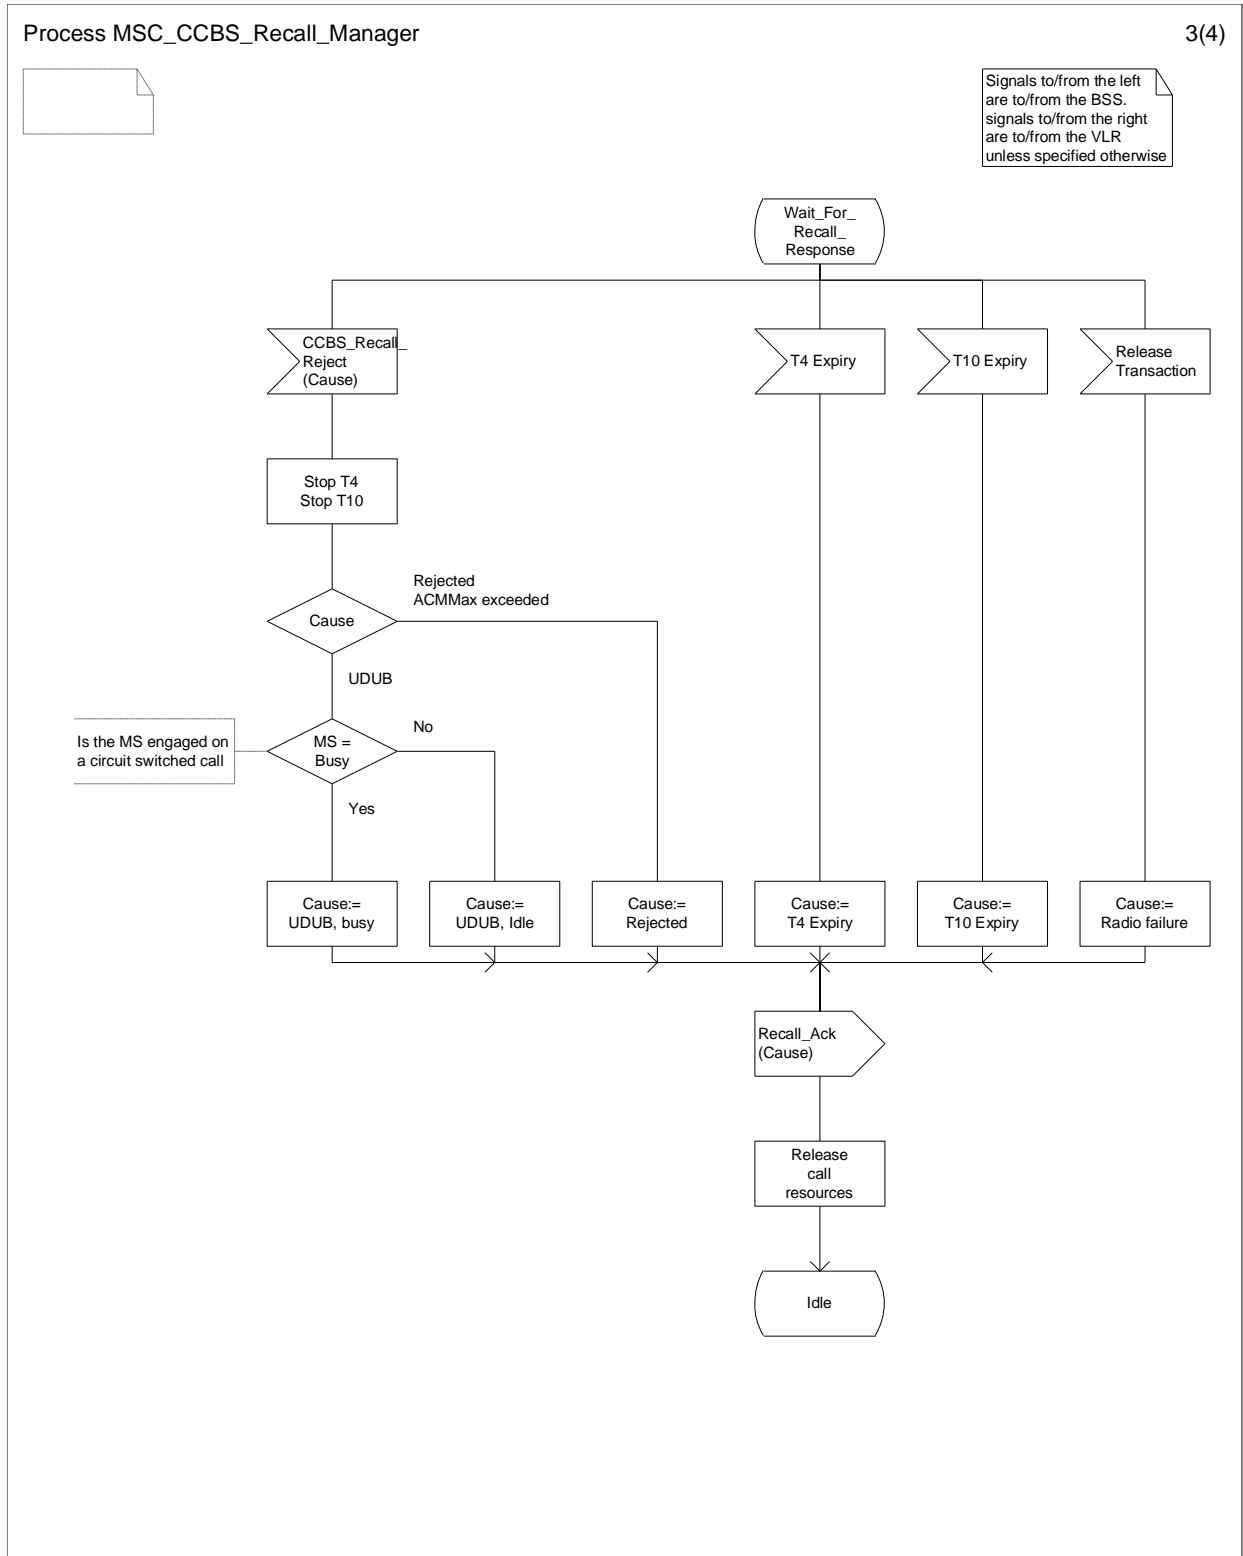 Process MSC_CCBS_Recall_Manager
3(4)
Signals to/from the left
are to/from the BSS.
signals to/from the right
are to/from the VLR
unless specified otherwise
Wait_For_
Recall_
Response
CCBS_Recall_
Reject
(Cause)
T4 Expiry
T10 Expiry
Release
Transaction
Stop T4
Stop T10
Rejected
ACMMax exceeded
Cause
UDUB
No
Is the MS engaged on
a circuit switched call
MS =
Busy
Yes
Cause:=
UDUB, busy
Cause:=
UDUB, Idle
Cause:=
Rejected
Cause:=
T4 Expiry
Cause:=
T10 Expiry
Cause:=
Radio failure
Recall_Ack
(Cause)
Release
call
resources
Idle